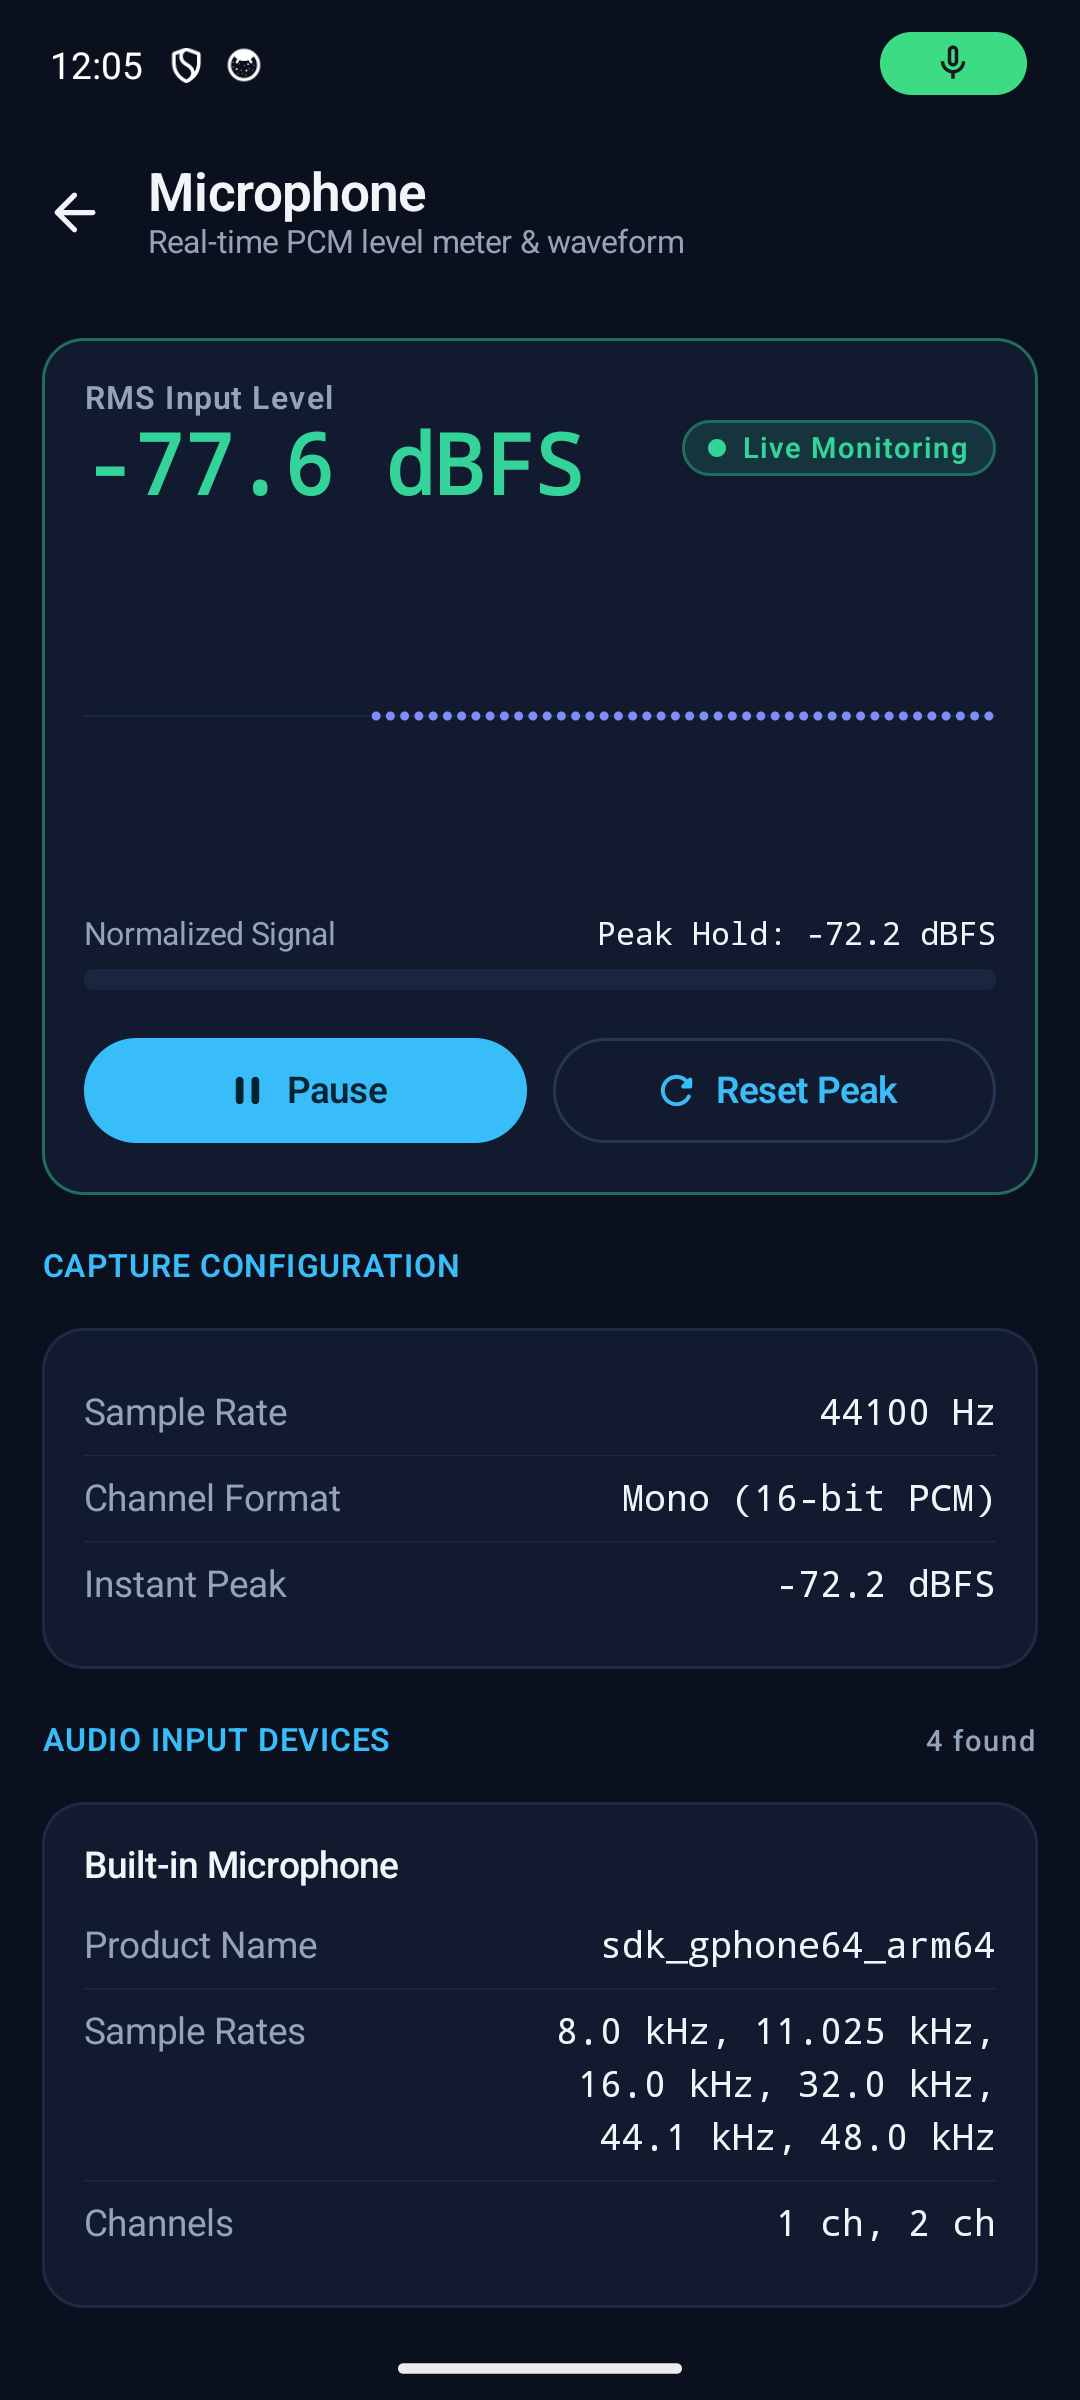 12:05
Microphone
Real-time PCM level meter & waveform
RMS Input Level
-77.6 dBFS
Live Monitoring
Normalized Signal
Peak Hold: -72.2 dBFS
Pause
Reset Peak
CAPTURE CONFIGURATION
Sample Rate
44100 Hz
Channel Format
Mono (16-bit PCM)
Instant Peak
-72.2 dBFS
AUDIO INPUT DEVICES
4 found
Built-in Microphone
Product Name
sdk_gphone64_arm64
Sample Rates
8.0 kHz, 11.025 kHz,
16.0 kHz, 32.0 kHz,
44.1 kHz, 48.0 kHz
Channels
1 ch, 2 ch